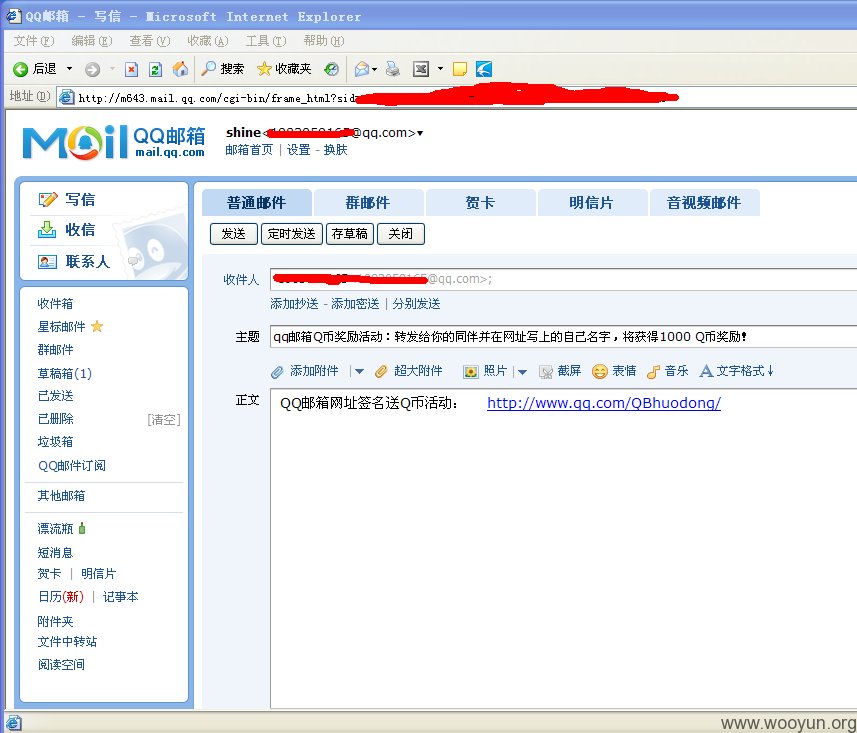 QQ邮箱 - 写信 - Microsoft Internet Explorer
文件(F) 编辑(E) 查看(V) 收藏(A) 工具(T) 帮助(H)
后退 搜索 收藏夹
地址(D) http://m643.mail.qq.com/cgi-bin/frame_html?sid=
Mail QQ邮箱 mail.qq.com
shine< @qq.com>
邮箱首页 | 设置 - 换肤
写信
收信
联系人
收件箱
星标邮件
群邮件
草稿箱(1)
已发送
已删除 [清空]
垃圾箱
QQ邮件订阅
其他邮箱
漂流瓶
短消息
贺卡 | 明信片
日历(新) | 记事本
附件夹
文件中转站
阅读空间
普通邮件 群邮件 贺卡 明信片 音视频邮件
发送 定时发送 存草稿 关闭
收件人 @qq.com>;
添加抄送 - 添加密送 | 分别发送
主题 qq邮箱Q币奖励活动：转发给你的同伴并在网址写上的自己名字，将获得1000 Q币奖励！
添加附件 | 超大附件 照片 | 截屏 表情 音乐 A文字格式↓
正文 QQ邮箱网址签名送Q币活动： http://www.qq.com/QBhuodong/
www.wooyun.org